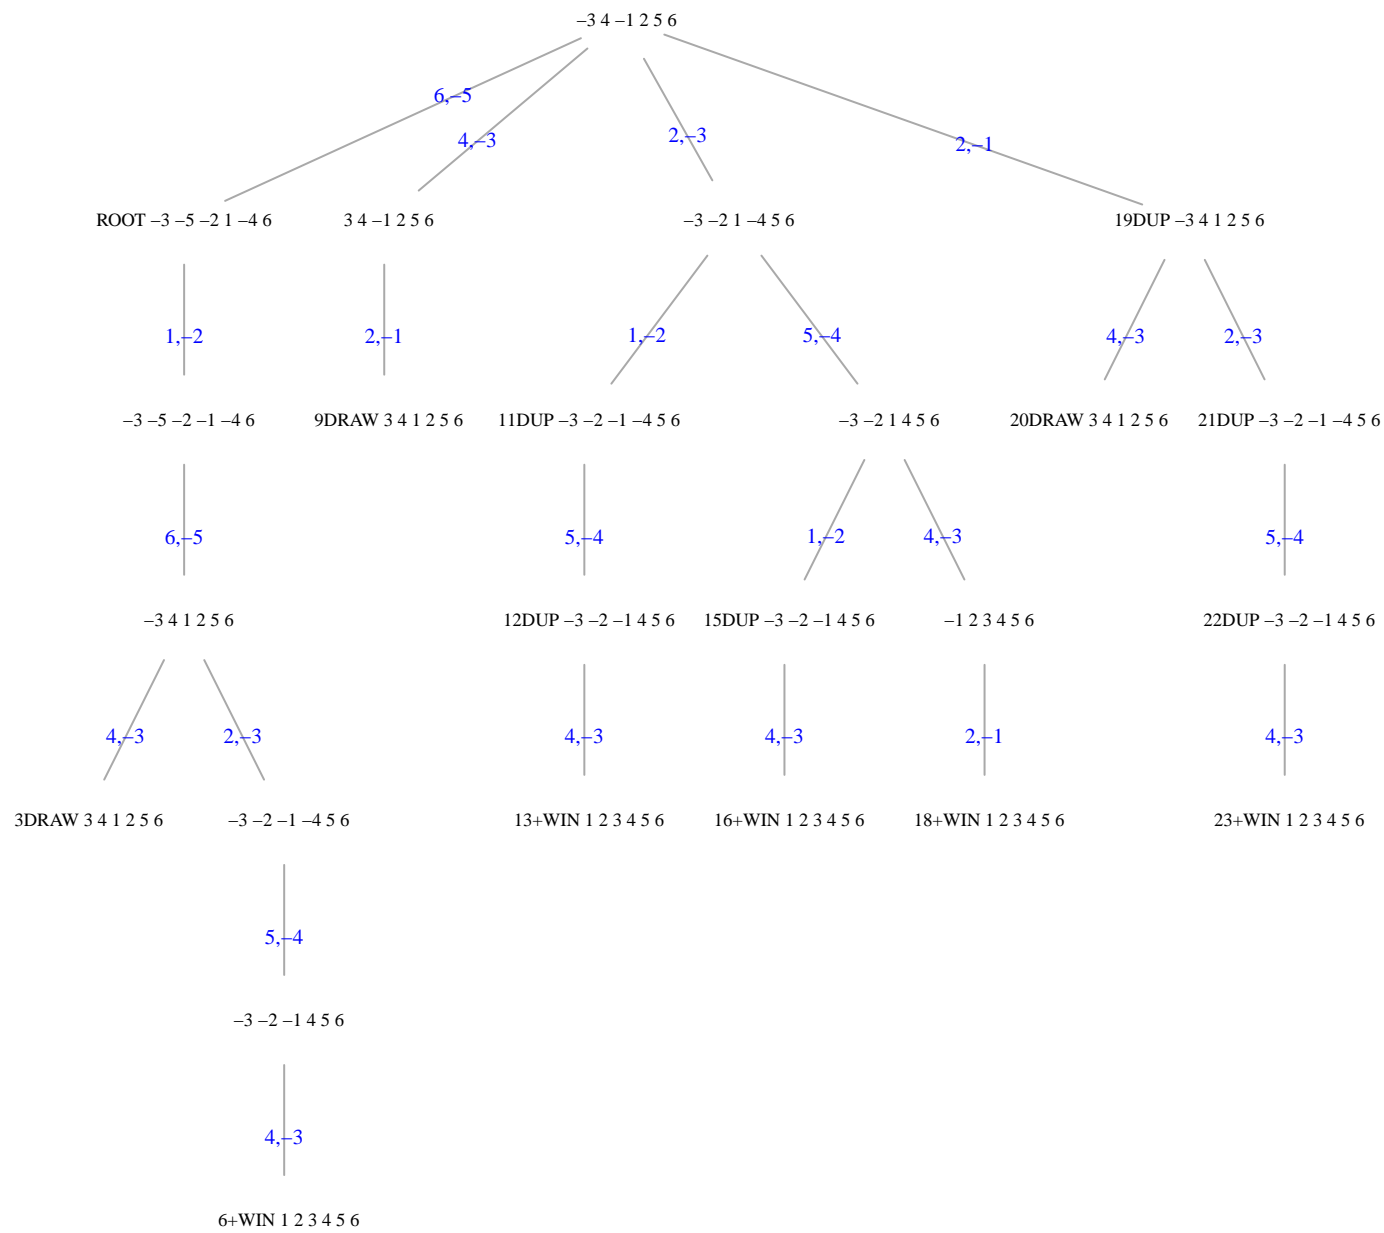 –3 4 –1 2 5 6
6,–5
4,–3
2,–3
2,–1
ROOT –3 –5 –2 1 –4 6
3 4 –1 2 5 6
–3 –2 1 –4 5 6
19DUP –3 4 1 2 5 6
1,–2
2,–1
1,–2
5,–4
4,–3
2,–3
–3 –5 –2 –1 –4 6
9DRAW 3 4 1 2 5 6
11DUP –3 –2 –1 –4 5 6
–3 –2 1 4 5 6
20DRAW 3 4 1 2 5 6
21DUP –3 –2 –1 –4 5 6
6,–5
5,–4
1,–2
4,–3
5,–4
–3 4 1 2 5 6
12DUP –3 –2 –1 4 5 6
15DUP –3 –2 –1 4 5 6
–1 2 3 4 5 6
22DUP –3 –2 –1 4 5 6
4,–3
2,–3
4,–3
4,–3
2,–1
4,–3
3DRAW 3 4 1 2 5 6
–3 –2 –1 –4 5 6
13+WIN 1 2 3 4 5 6
16+WIN 1 2 3 4 5 6
18+WIN 1 2 3 4 5 6
23+WIN 1 2 3 4 5 6
5,–4
–3 –2 –1 4 5 6
4,–3
6+WIN 1 2 3 4 5 6